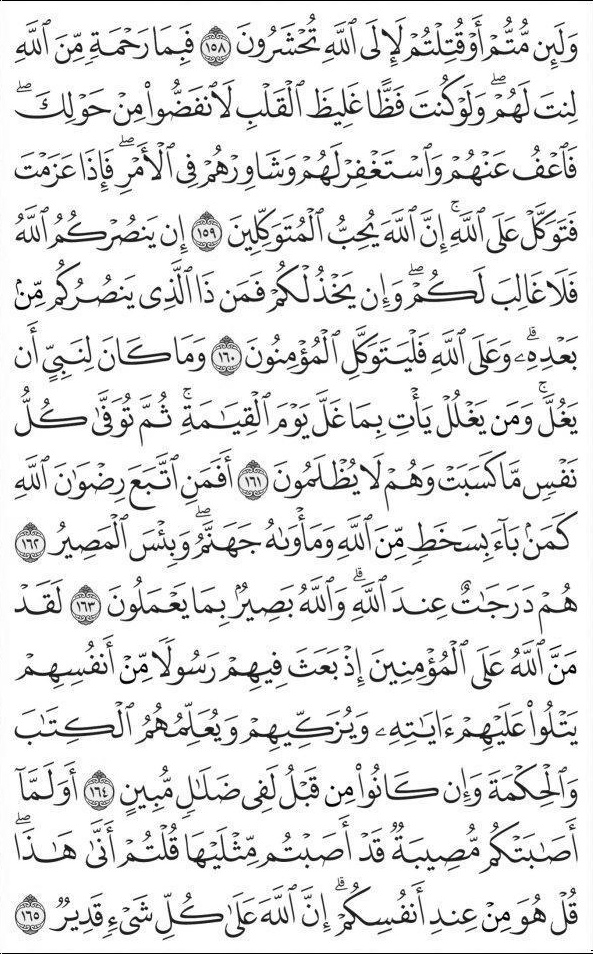 وَلَئِن مُّتُّمْ أَوْ قُتِلْتُمْ لَإِلَى ٱللَّهِ تُحْشَرُونَ ١٥٨ فَبِمَا رَحْمَةٍ مِّنَ ٱللَّهِ
لِنتَ لَهُمْ ۖ وَلَوْ كُنتَ فَظًّا غَلِيظَ ٱلْقَلْبِ لَٱنفَضُّوا۟ مِنْ حَوْلِكَ ۖ
فَٱعْفُ عَنْهُمْ وَٱسْتَغْفِرْ لَهُمْ وَشَاوِرْهُمْ فِى ٱلْأَمْرِ ۖ فَإِذَا عَزَمْتَ
فَتَوَكَّلْ عَلَى ٱللَّهِ ۚ إِنَّ ٱللَّهَ يُحِبُّ ٱلْمُتَوَكِّلِينَ ١٥٩ إِن يَنصُرْكُمُ ٱللَّهُ
فَلَا غَالِبَ لَكُمْ ۖ وَإِن يَخْذُلْكُمْ فَمَن ذَا ٱلَّذِى يَنصُرُكُم مِّنۢ
بَعْدِهِۦ ۗ وَعَلَى ٱللَّهِ فَلْيَتَوَكَّلِ ٱلْمُؤْمِنُونَ ١٦٠ وَمَا كَانَ لِنَبِىٍّ أَن
يَغُلَّ ۚ وَمَن يَغْلُلْ يَأْتِ بِمَا غَلَّ يَوْمَ ٱلْقِيَـٰمَةِ ۚ ثُمَّ تُوَفَّىٰ كُلُّ
نَفْسٍ مَّا كَسَبَتْ وَهُمْ لَا يُظْلَمُونَ ١٦١ أَفَمَنِ ٱتَّبَعَ رِضْوَٰنَ ٱللَّهِ
كَمَنۢ بَآءَ بِسَخَطٍ مِّنَ ٱللَّهِ وَمَأْوَىٰهُ جَهَنَّمُ ۖ وَبِئْسَ ٱلْمَصِيرُ ١٦٢
هُمْ دَرَجَـٰتٌ عِندَ ٱللَّهِ ۗ وَٱللَّهُ بَصِيرٌۢ بِمَا يَعْمَلُونَ ١٦٣ لَقَدْ
مَنَّ ٱللَّهُ عَلَى ٱلْمُؤْمِنِينَ إِذْ بَعَثَ فِيهِمْ رَسُولًا مِّنْ أَنفُسِهِمْ
يَتْلُوا۟ عَلَيْهِمْ ءَايَـٰتِهِۦ وَيُزَكِّيهِمْ وَيُعَلِّمُهُمُ ٱلْكِتَـٰبَ
وَٱلْحِكْمَةَ وَإِن كَانُوا۟ مِن قَبْلُ لَفِى ضَلَـٰلٍ مُّبِينٍ ١٦٤ أَوَلَمَّآ
أَصَـٰبَتْكُم مُّصِيبَةٌ قَدْ أَصَبْتُم مِّثْلَيْهَا قُلْتُمْ أَنَّىٰ هَـٰذَا ۖ
قُلْ هُوَ مِنْ عِندِ أَنفُسِكُمْ ۗ إِنَّ ٱللَّهَ عَلَىٰ كُلِّ شَىْءٍ قَدِيرٌ ١٦٥